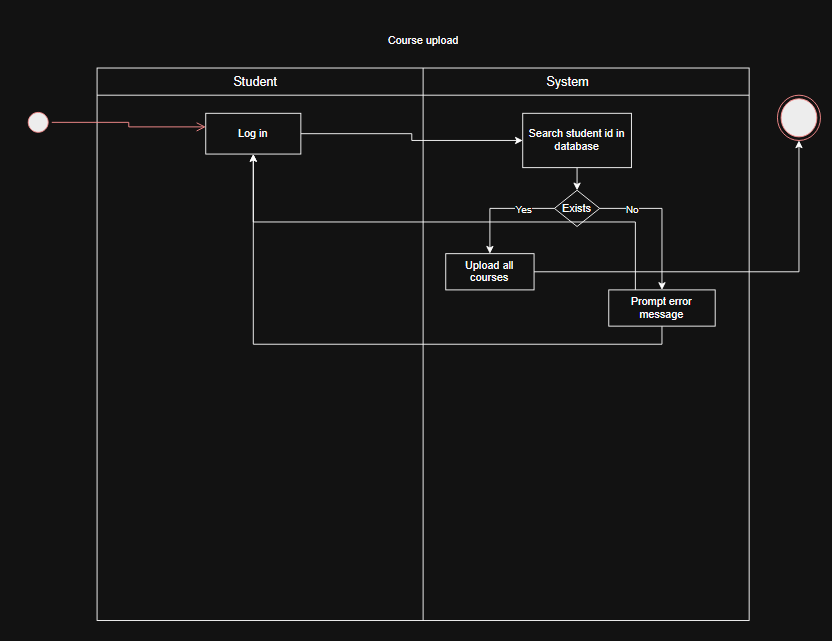 Course upload
Student
System
Log in
Search student id in
database
Exists
Yes
No
Upload all
courses
Prompt error
message